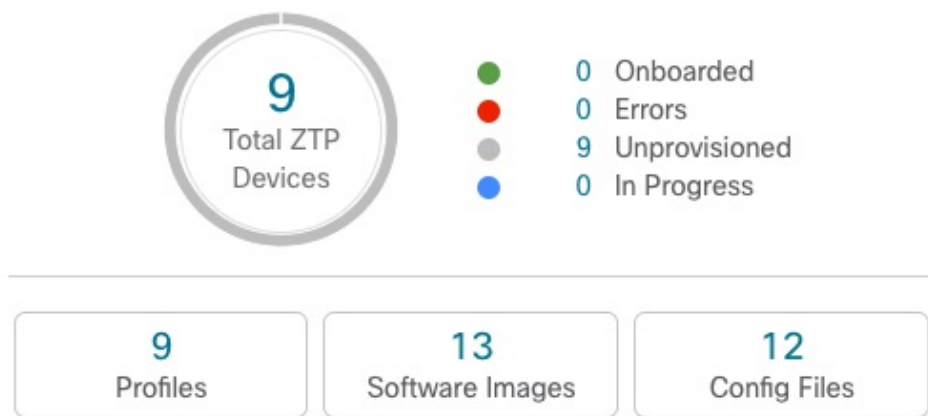 9
Total ZTP
Devices
0 Onboarded
0 Errors
9 Unprovisioned
0 In Progress
9
Profiles
13
Software Images
12
Config Files